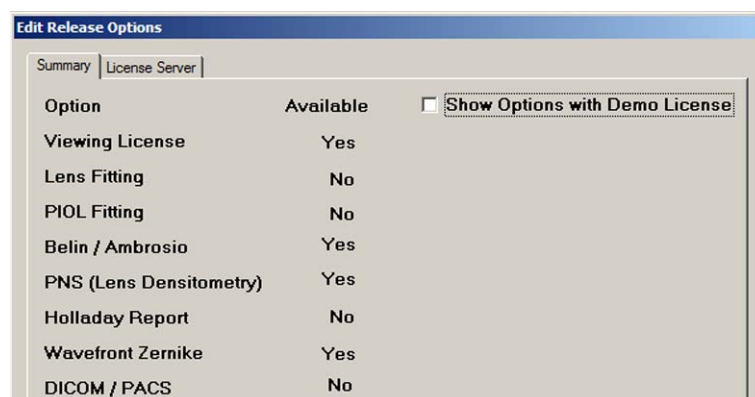 Edit Release Options
Summary License Server
Option Available Show Options with Demo License
Viewing License Yes
Lens Fitting No
PIOL Fitting No
Belin / Ambrosio Yes
PNS (Lens Densitometry) Yes
Holladay Report No
Wavefront Zernike Yes
DICOM / PACS No